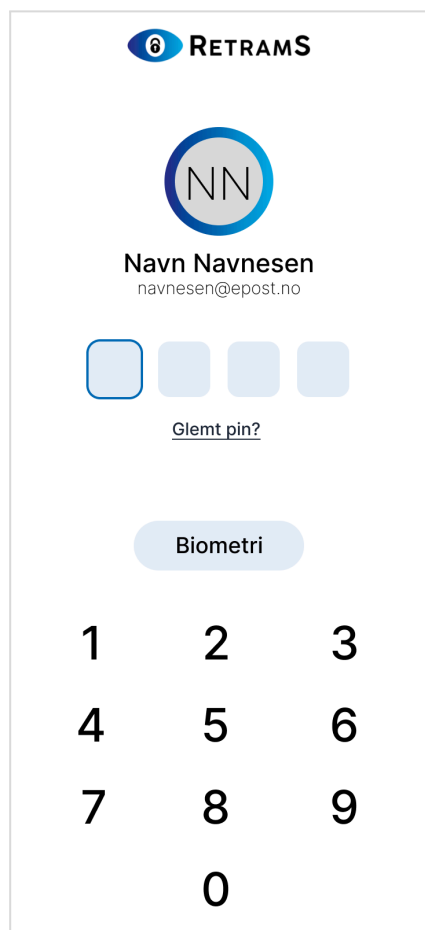 RETRAMS
NN
Navn Navnesen
navnesen@epost.no
Glemt pin?
Biometri
1 2 3
4 5 6
7 8 9
0